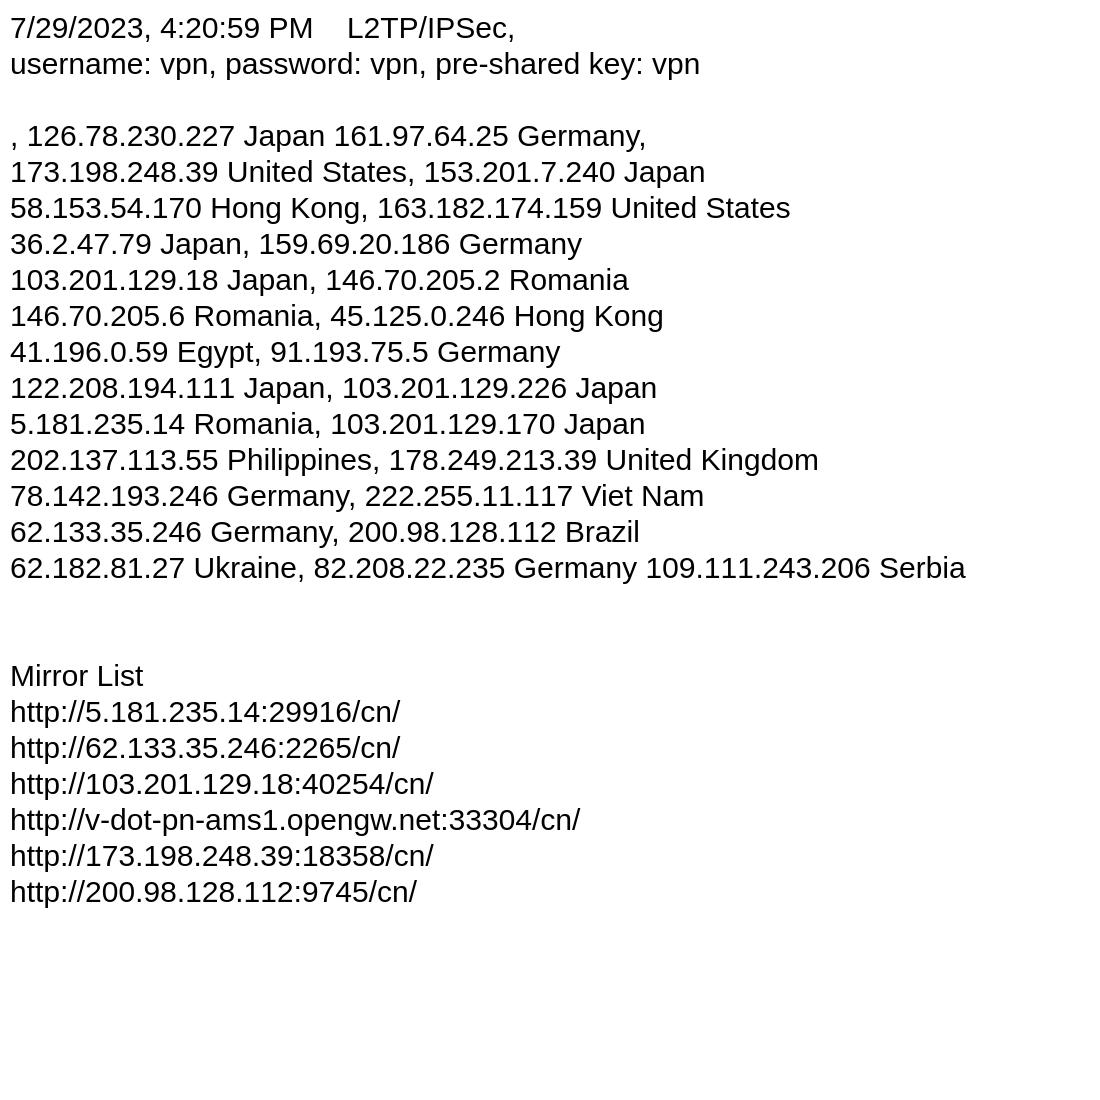 7/29/2023, 4:20:59 PM    L2TP/IPSec,
username: vpn, password: vpn, pre-shared key: vpn
, 126.78.230.227 Japan 161.97.64.25 Germany,
173.198.248.39 United States, 153.201.7.240 Japan
58.153.54.170 Hong Kong, 163.182.174.159 United States
36.2.47.79 Japan, 159.69.20.186 Germany
103.201.129.18 Japan, 146.70.205.2 Romania
146.70.205.6 Romania, 45.125.0.246 Hong Kong
41.196.0.59 Egypt, 91.193.75.5 Germany
122.208.194.111 Japan, 103.201.129.226 Japan
5.181.235.14 Romania, 103.201.129.170 Japan
202.137.113.55 Philippines, 178.249.213.39 United Kingdom
78.142.193.246 Germany, 222.255.11.117 Viet Nam
62.133.35.246 Germany, 200.98.128.112 Brazil
62.182.81.27 Ukraine, 82.208.22.235 Germany 109.111.243.206 Serbia
Mirror List
http://5.181.235.14:29916/cn/
http://62.133.35.246:2265/cn/
http://103.201.129.18:40254/cn/
http://v-dot-pn-ams1.opengw.net:33304/cn/
http://173.198.248.39:18358/cn/
http://200.98.128.112:9745/cn/